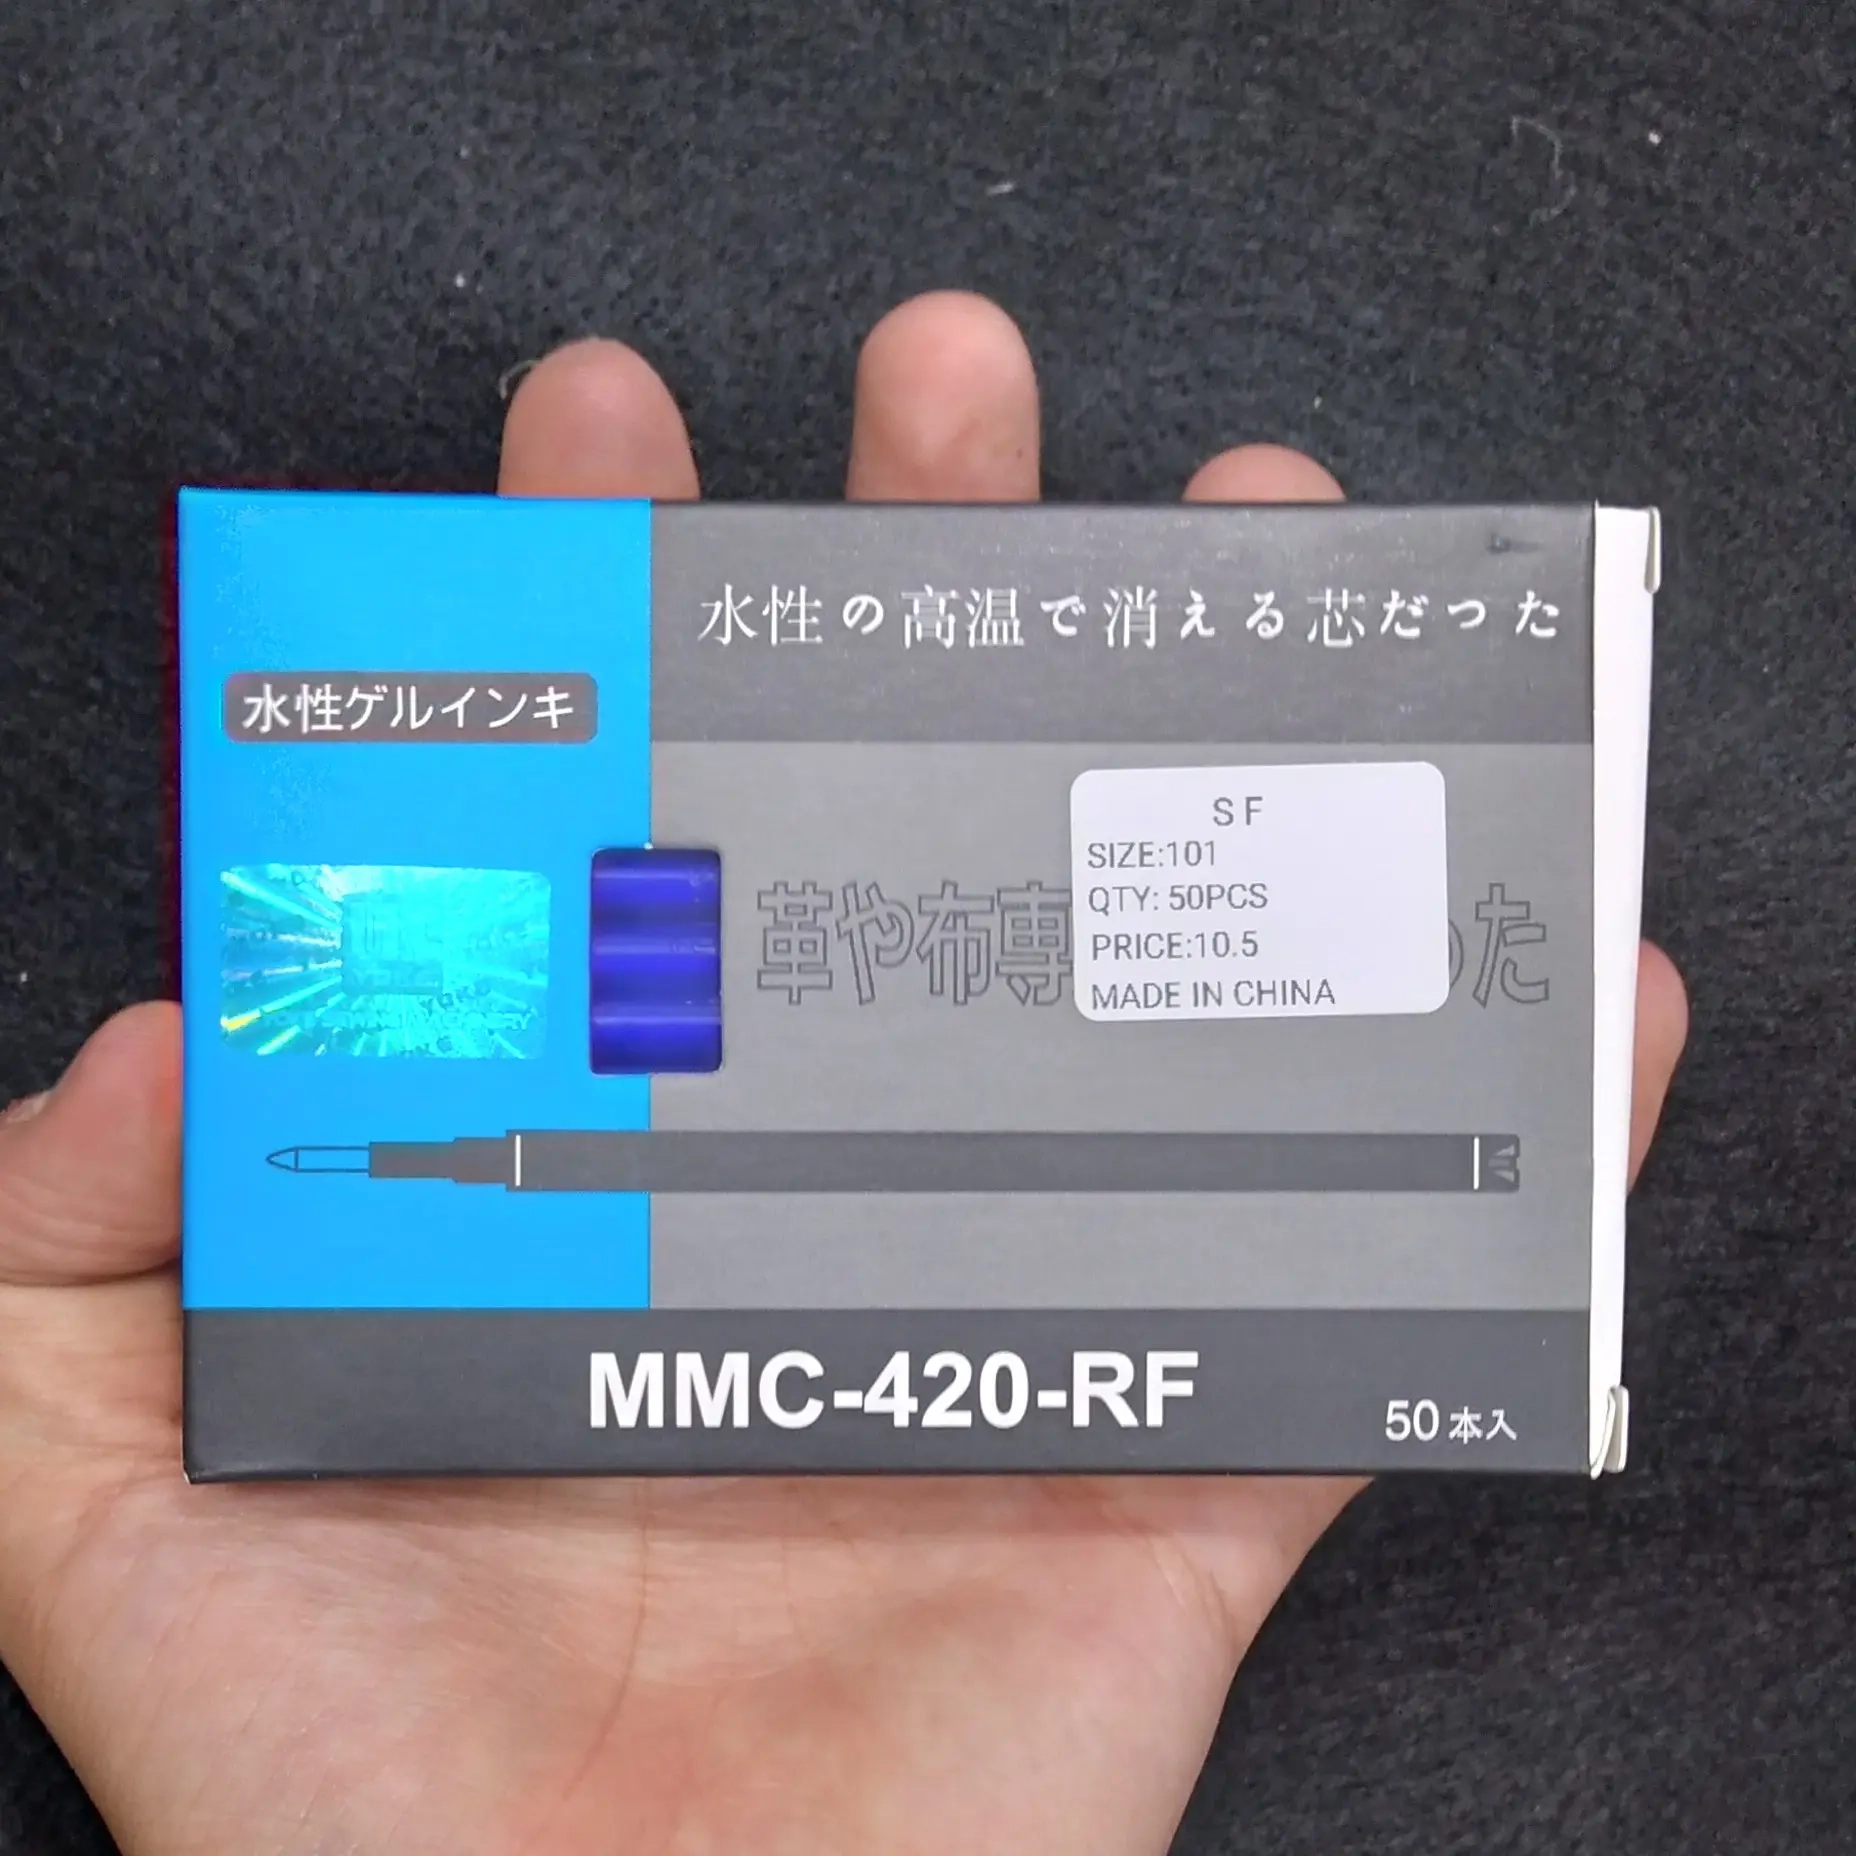 水性の高温で消える芯だった
水性ゲルインキ
SF
SIZE:101
QTY: 50PCS
PRICE:10.5
MADE IN CHINA
革や布専
た
YOKO
MMC-420-RF
50本入